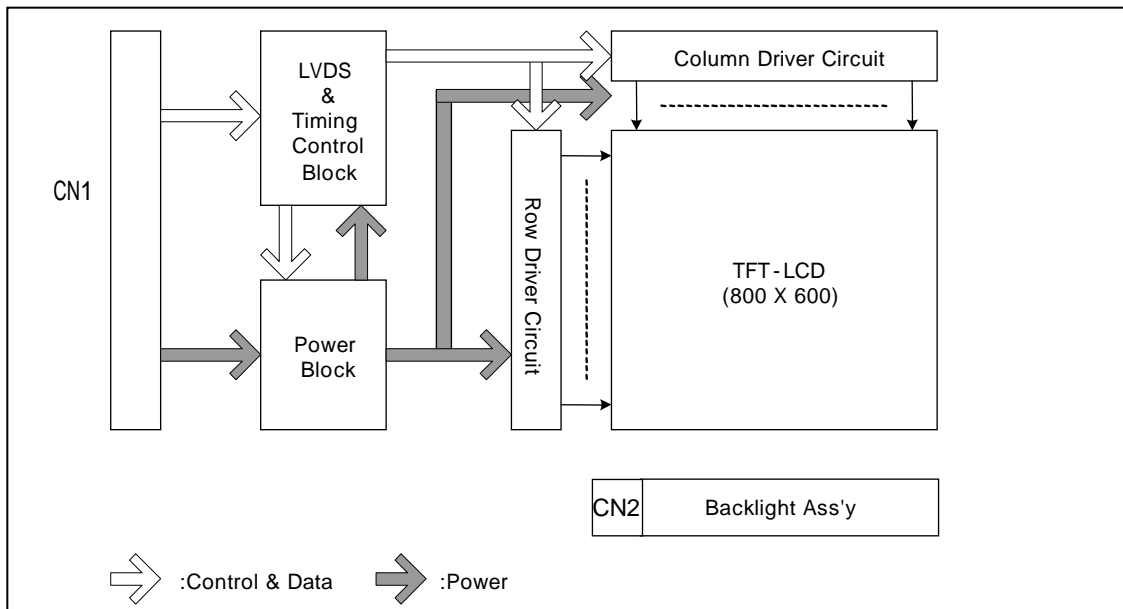 CN1
LVDS
&
Timing
Control
Block
Power
Block
Column Driver Circuit
Row Driver Circuit
TFT-LCD
(800 X 600)
CN2
Backlight Ass'y
:Control & Data
:Power